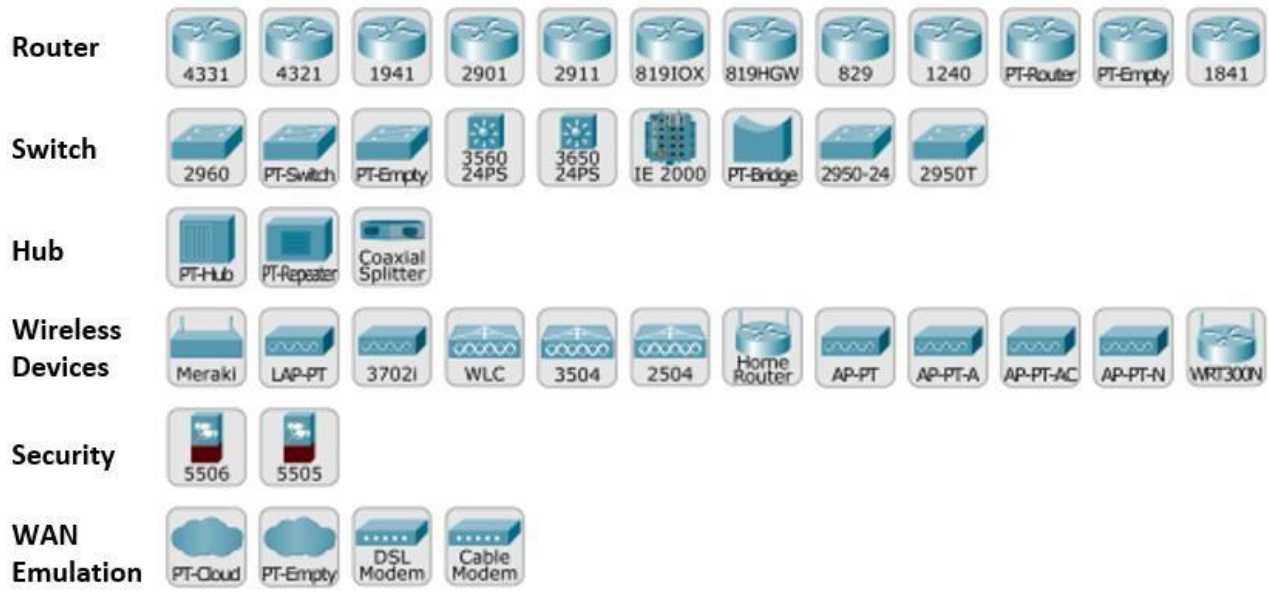 Router
4331 4321 1941 2901 2911 819IOX 819HGW 829 1240 PT-Router PT-Empty 1841
Switch
2960 PT-Switch PT-Empty 3560 24PS 3650 24PS IE 2000 PT-Bridge 2950-24 2950T
Hub
PT-Hub PT-Repeater Coaxial Splitter
Wireless
Devices
Meraki LAP-PT 3702i WLC 3504 2504 Home Router AP-PT AP-PT-A AP-PT-AC AP-PT-N WRT300N
Security
5506 5505
WAN
Emulation
PT-Cloud PT-Empty DSL Modem Cable Modem